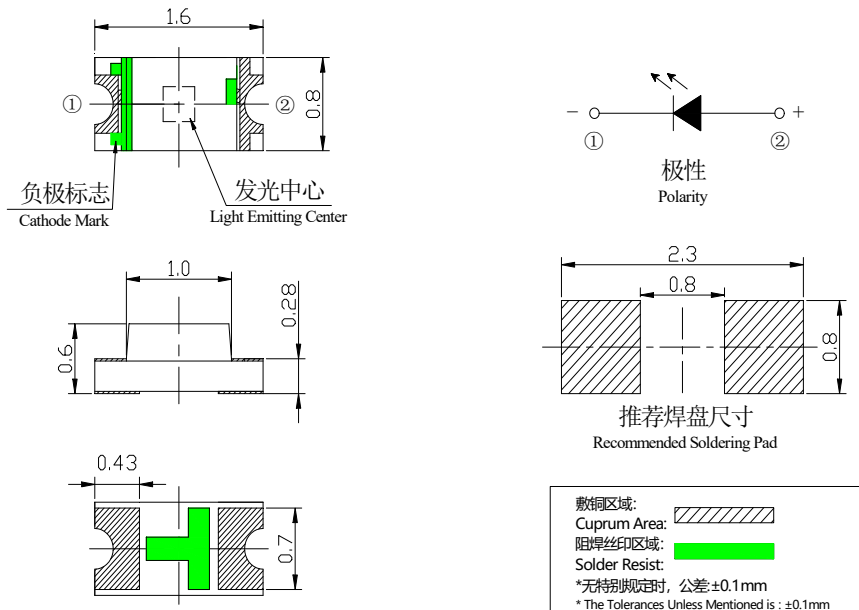 1.6
0.8
①
②
负极标志
Cathode Mark
发光中心
Light Emitting Center
- +
① ②
极性
Polarity
1.0
0.28
0.6
2.3
0.8
0.8
推荐焊盘尺寸
Recommended Soldering Pad
0.43
0.7
敷铜区域:
Cuprum Area:
阻焊丝印区域:
Solder Resist:
*无特别规定时，公差:±0.1mm
* The Tolerances Unless Mentioned is : ±0.1mm